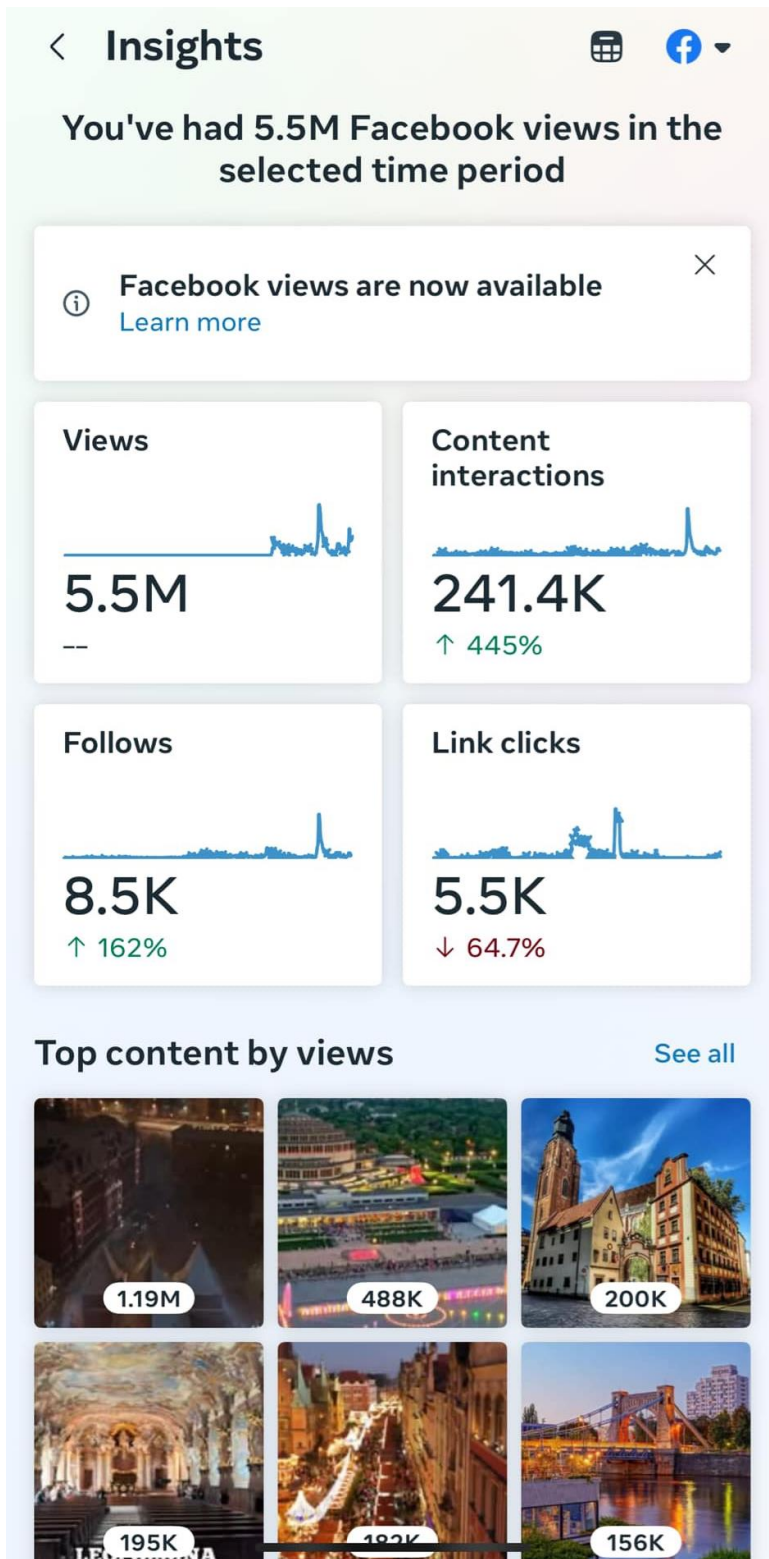 Insights
You've had 5.5M Facebook views in the
selected time period
Facebook views are now available
Learn more
Views
5.5M
--
Content
interactions
241.4K
↑ 445%
Follows
8.5K
↑ 162%
Link clicks
5.5K
↓ 64.7%
Top content by views
See all
1.19M
488K
200K
195K
182K
156K